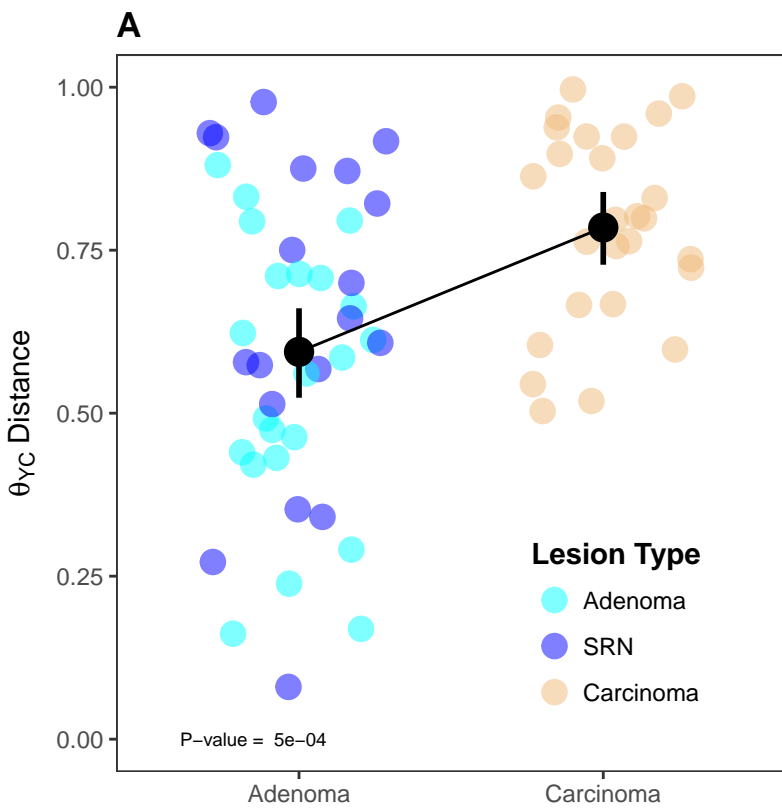 A
1.00
0.75
0.50
0.25
0.00
θYC Distance
Lesion Type
Adenoma
SRN
Carcinoma
P−value = 5e−04
Adenoma Carcinoma